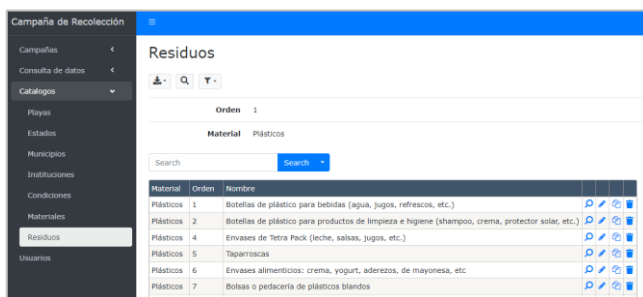 Campaña de Recolección
Campañas
Consulta de datos
Catalogos
Playas
Estados
Municipios
Instituciones
Condiciones
Materiales
Residuos
Usuarios
Residuos
Orden 1
Material Plásticos
Search Search
Material Orden Nombre
Plásticos 1 Botellas de plástico para bebidas (agua, jugos, refrescos, etc.)
Plásticos 2 Botellas de plástico para productos de limpieza e higiene (shampoo, crema, protector solar, etc.)
Plásticos 4 Envases de Tetra Pack (leche, salsas, jugos, etc.)
Plásticos 5 Taparroscas
Plásticos 6 Envases alimenticios: crema, yogurt, aderezos, de mayonesa, etc
Plásticos 7 Bolsas o pedacería de plásticos blandos